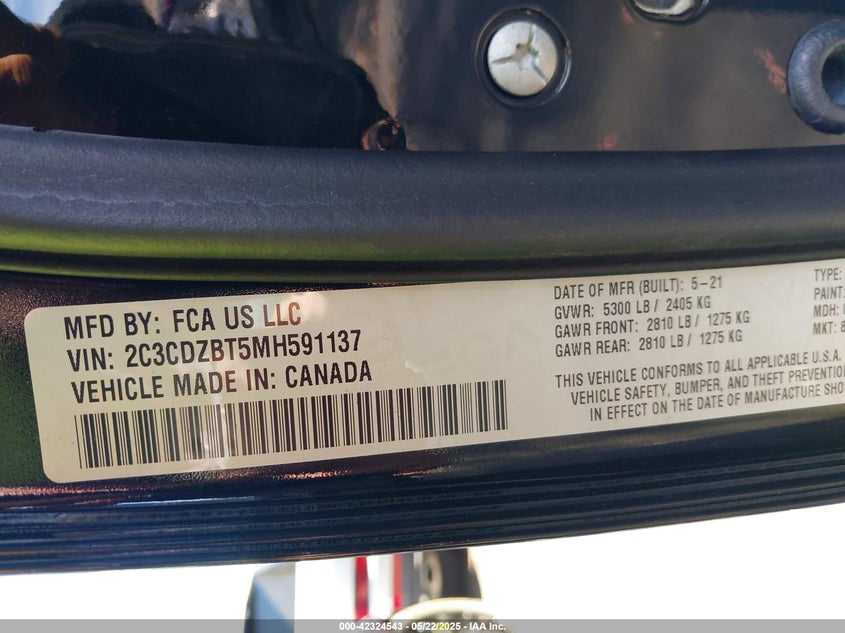 MFD BY: FCA US LLC
VIN: 2C3CDZBT5MH591137
VEHICLE MADE IN: CANADA
DATE OF MFR (BUILT): 5-21
GVWR: 5300 LB / 2405 KG
GAWR FRONT: 2810 LB / 1275 KG
GAWR REAR: 2810 LB / 1275 KG
THIS VEHICLE CONFORMS TO ALL APPLICABLE U.S.A.
VEHICLE SAFETY, BUMPER, AND THEFT PREVENTION
IN EFFECT ON THE DATE OF MANUFACTURE SHO
TYPE:
PAINT:
MDH:
MKT:
000-42324543 - 05/22/2025 - IAA Inc.